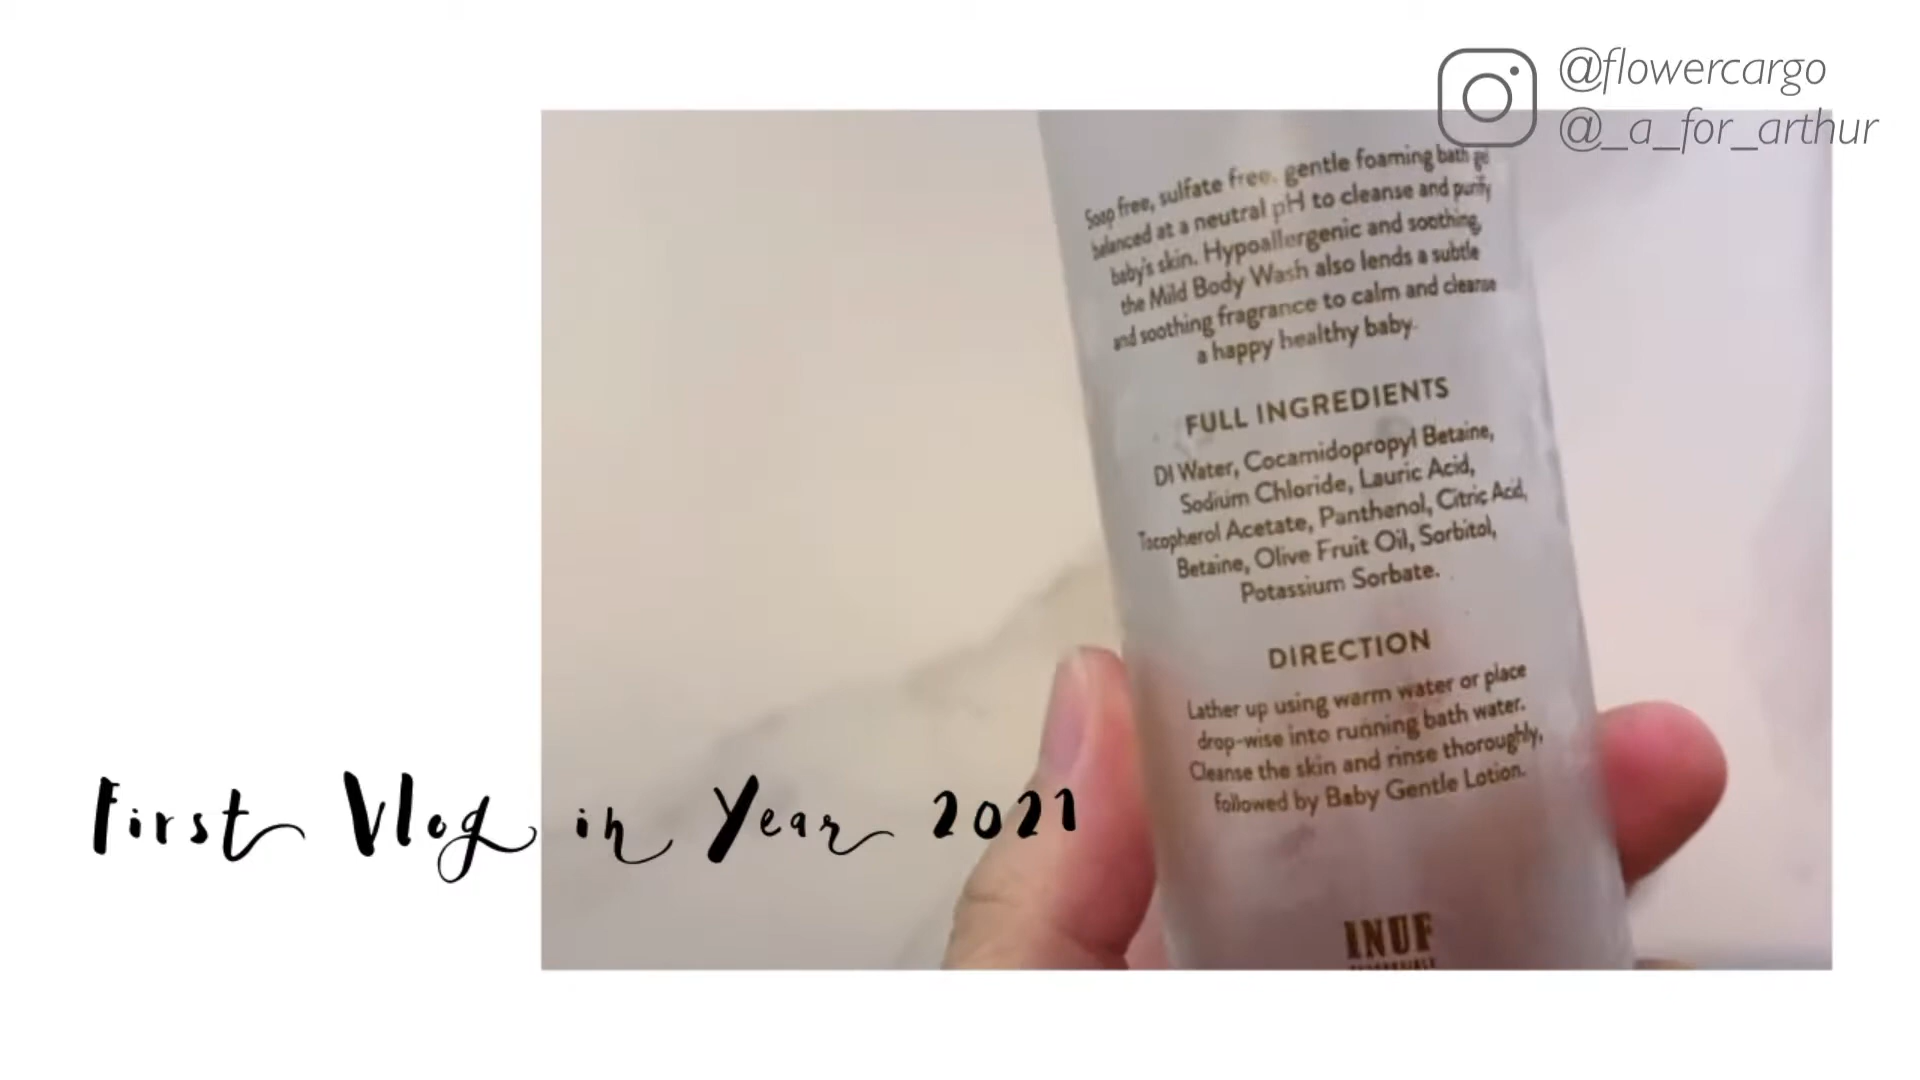 @flowercargo
@_a_for_arthur
Soap free, sulfate free, gentle foaming bath gel
balanced at a neutral pH to cleanse and purify
baby's skin. Hypoallergenic and soothing,
the Mild Body Wash also lends a subtle
and soothing fragrance to calm and cleanse
a happy healthy baby.
FULL INGREDIENTS
DI Water, Cocamidopropyl Betaine,
Sodium Chloride, Lauric Acid,
Tocopherol Acetate, Panthenol, Citric Acid,
Betaine, Olive Fruit Oil, Sorbitol,
Potassium Sorbate.
DIRECTION
Lather up using warm water or place
drop-wise into running bath water.
Cleanse the skin and rinse thoroughly,
followed by Baby Gentle Lotion.
First Vlog in Year 2021
INUF